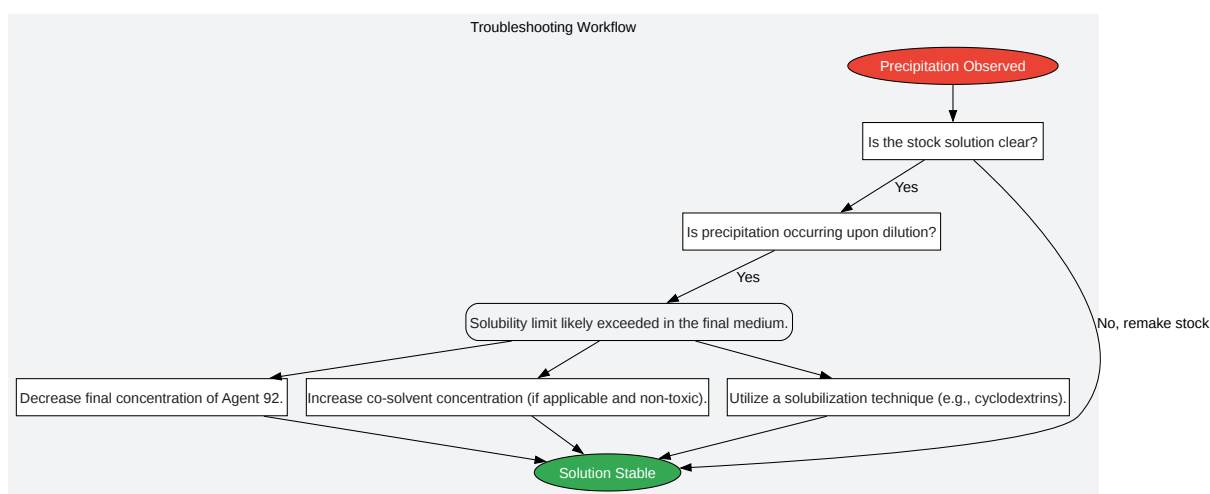 Troubleshooting Workflow
Precipitation Observed
Is the stock solution clear?
Yes
Is precipitation occurring upon dilution?
Yes
Solubility limit likely exceeded in the final medium.
No, remake stock
Decrease final concentration of Agent 92.
Increase co-solvent concentration (if applicable and non-toxic).
Utilize a solubilization technique (e.g., cyclodextrins).
Solution Stable